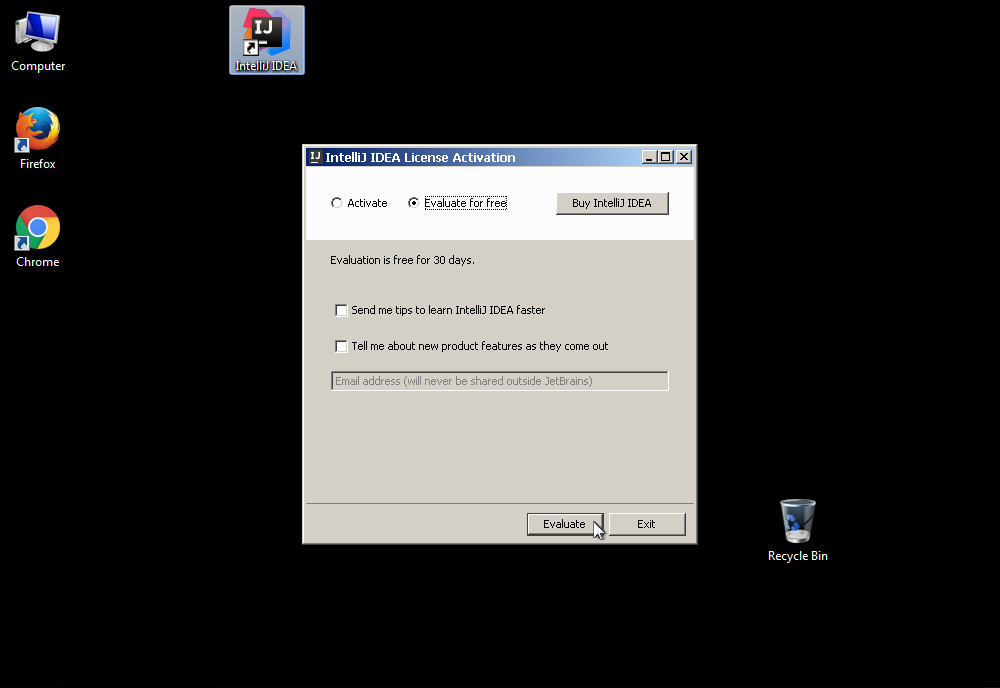 Computer
IJ
IntelliJ IDEA
Firefox
Chrome
IJ IntelliJ IDEA License Activation
Activate Evaluate for free Buy IntelliJ IDEA
Evaluation is free for 30 days.
Send me tips to learn IntelliJ IDEA faster
Tell me about new product features as they come out
Email address (will never be shared outside JetBrains)
Evaluate Exit
Recycle Bin